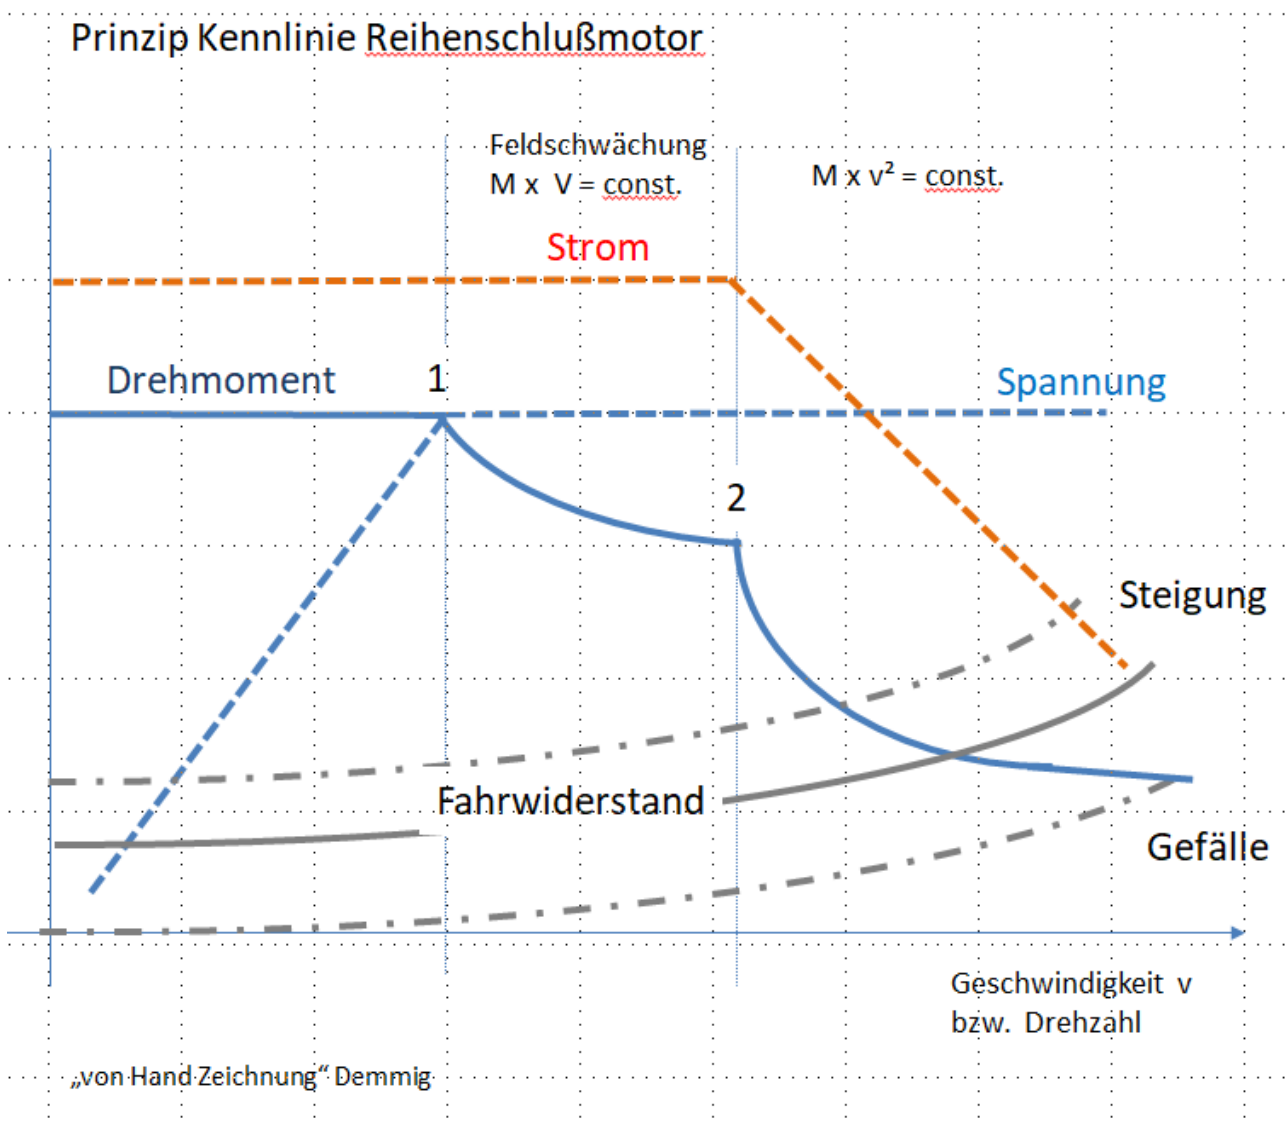 Prinzip Kennlinie Reihenschlußmotor
Feldschwächung
M x V = const.
M x v² = const.
Strom
Drehmoment
1
Spannung
2
Steigung
Fahrwiderstand
Gefälle
Geschwindigkeit v
bzw. Drehzahl
„von Hand Zeichnung“ Demmig